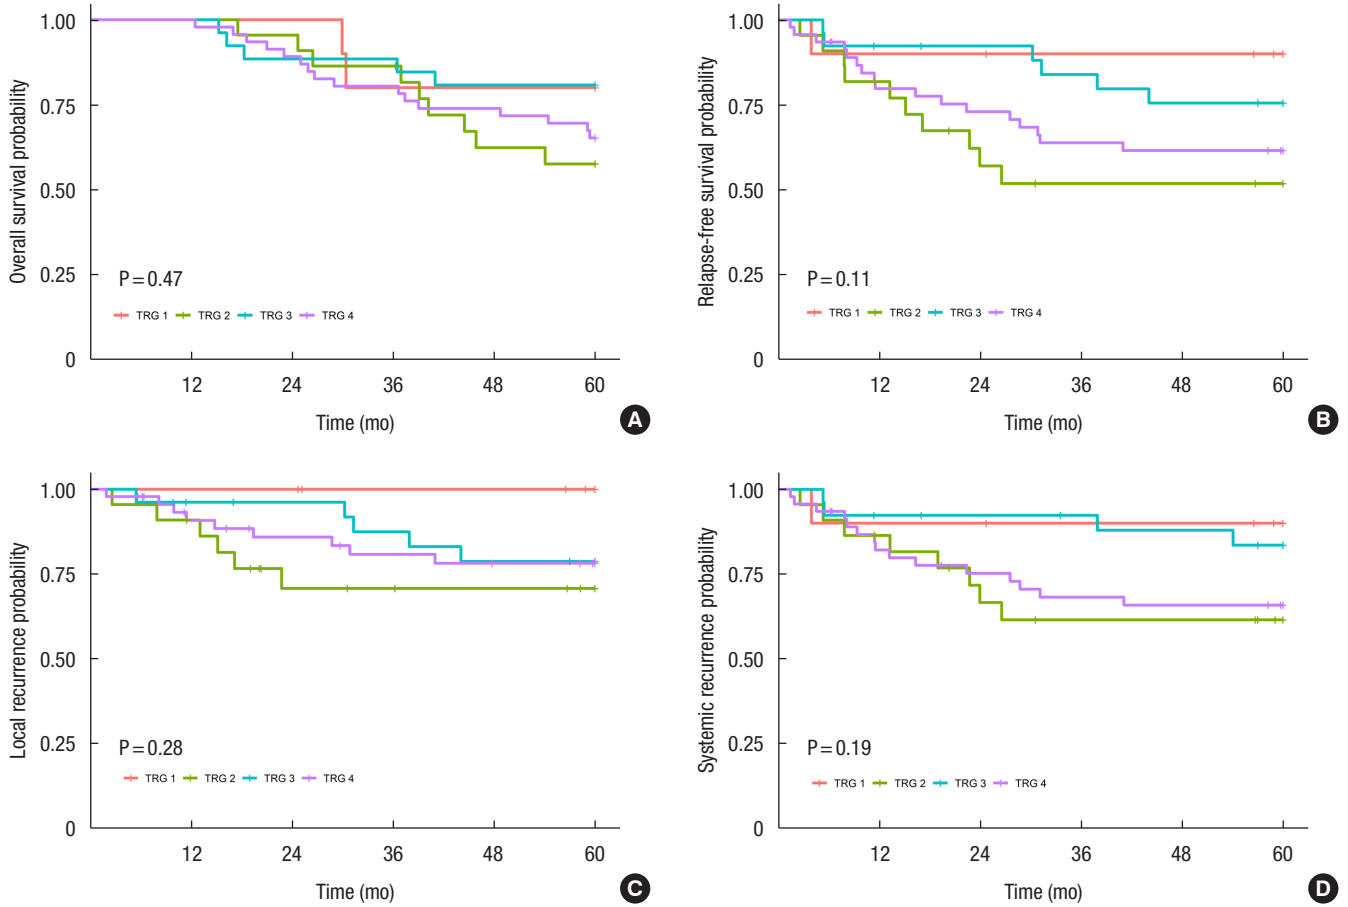 1.00
0.75
0.50
0.25
0
Overall survival probability
P=0.47
TRG 1 TRG 2 TRG 3 TRG 4
12 24 36 48 60
Time (mo)
A
1.00
0.75
0.50
0.25
0
Relapse-free survival probability
P=0.11
TRG 1 TRG 2 TRG 3 TRG 4
12 24 36 48 60
Time (mo)
B
1.00
0.75
0.50
0.25
0
Local recurrence probability
P=0.28
TRG 1 TRG 2 TRG 3 TRG 4
12 24 36 48 60
Time (mo)
C
1.00
0.75
0.50
0.25
0
Systemic recurrence probability
P=0.19
TRG 1 TRG 2 TRG 3 TRG 4
12 24 36 48 60
Time (mo)
D